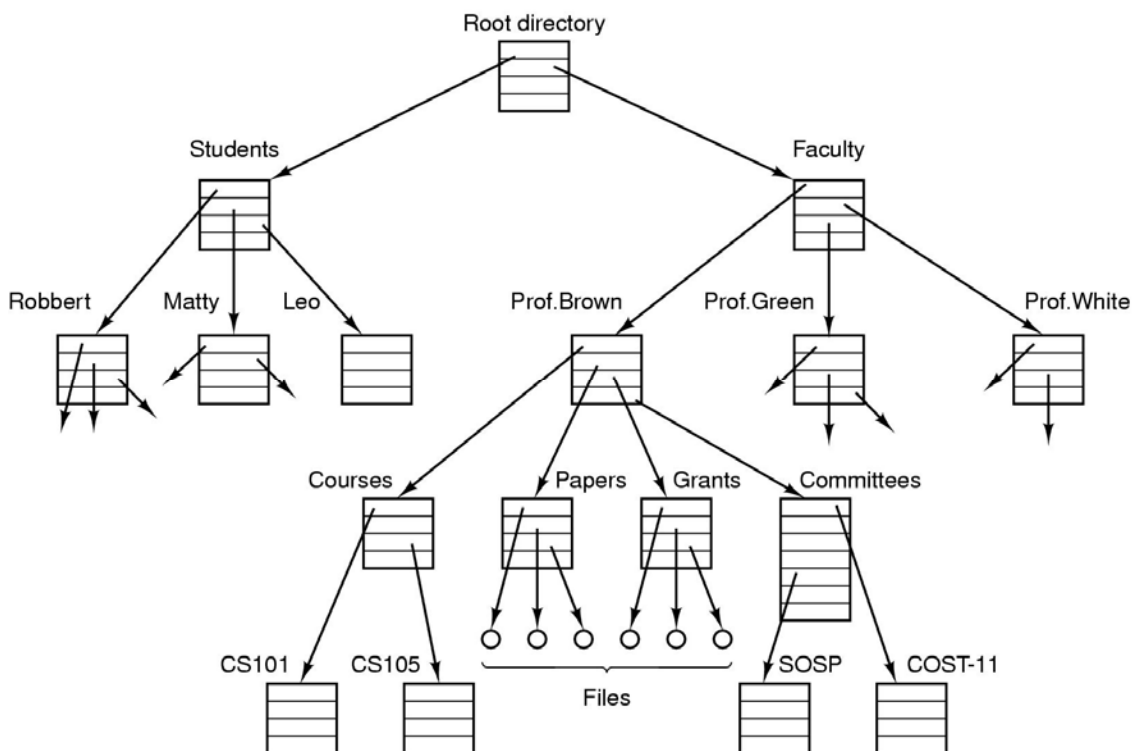 Root directory
Students
Faculty
Robbert
Matty
Leo
Prof.Brown
Prof.Green
Prof.White
Courses
Papers
Grants
Committees
CS101
CS105
Files
SOSP
COST-11